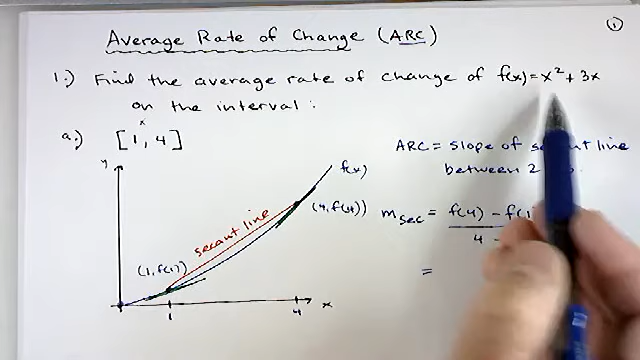 ①
Average Rate of Change (ARC)
1.) Find the average rate of change of f(x) = x² + 3x
on the interval:
x
a.) [1, 4]
ARC = slope of secant line
between 2
y
f(x)
(4, f(4))
secant line
(1, f(1))
m sec = f(4) - f(1
4 -
=
1
4
x